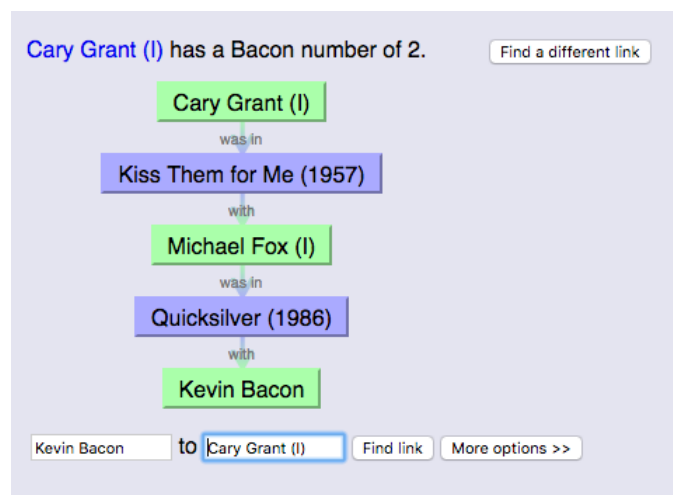 Cary Grant (I) has a Bacon number of 2. Find a different link
Cary Grant (I)
was in
Kiss Them for Me (1957)
with
Michael Fox (I)
was in
Quicksilver (1986)
with
Kevin Bacon
Kevin Bacon to Cary Grant (I) Find link More options >>